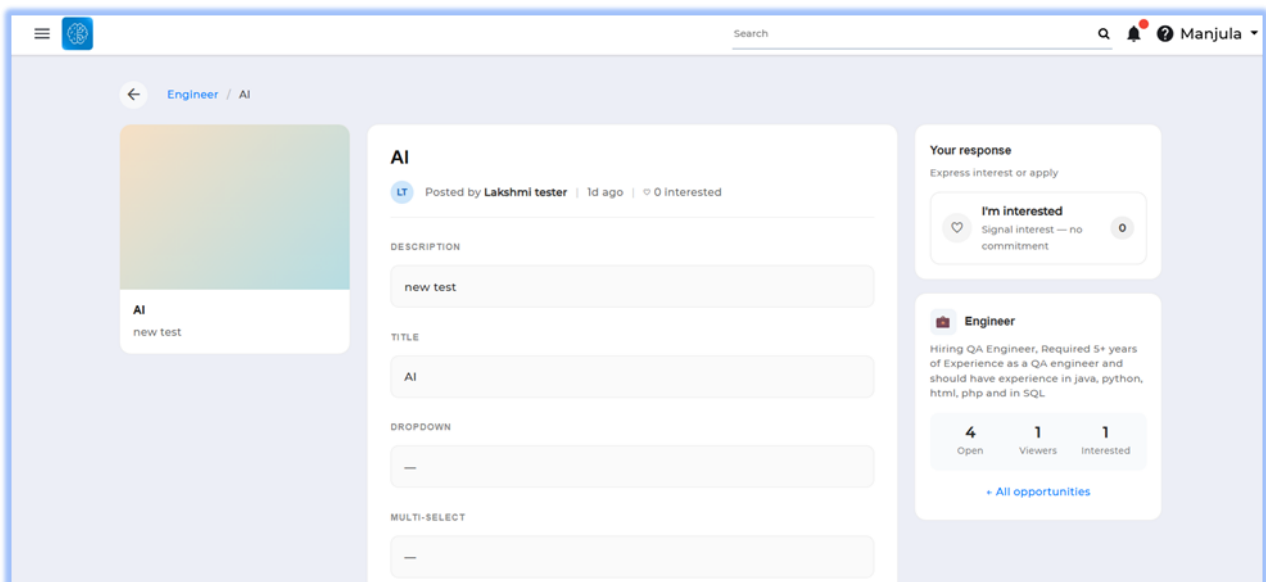 Search
Manjula
Engineer / AI
AI
new test
AI
LT Posted by Lakshmi tester | 1d ago | ♡ 0 interested
DESCRIPTION
new test
TITLE
AI
DROPDOWN
—
MULTI-SELECT
—
Your response
Express interest or apply
I'm interested
Signal interest — no
commitment
0
Engineer
Hiring QA Engineer, Required 5+ years
of Experience as a QA engineer and
should have experience in java, python,
html, php and in SQL
4 1 1
Open Viewers Interested
← All opportunities